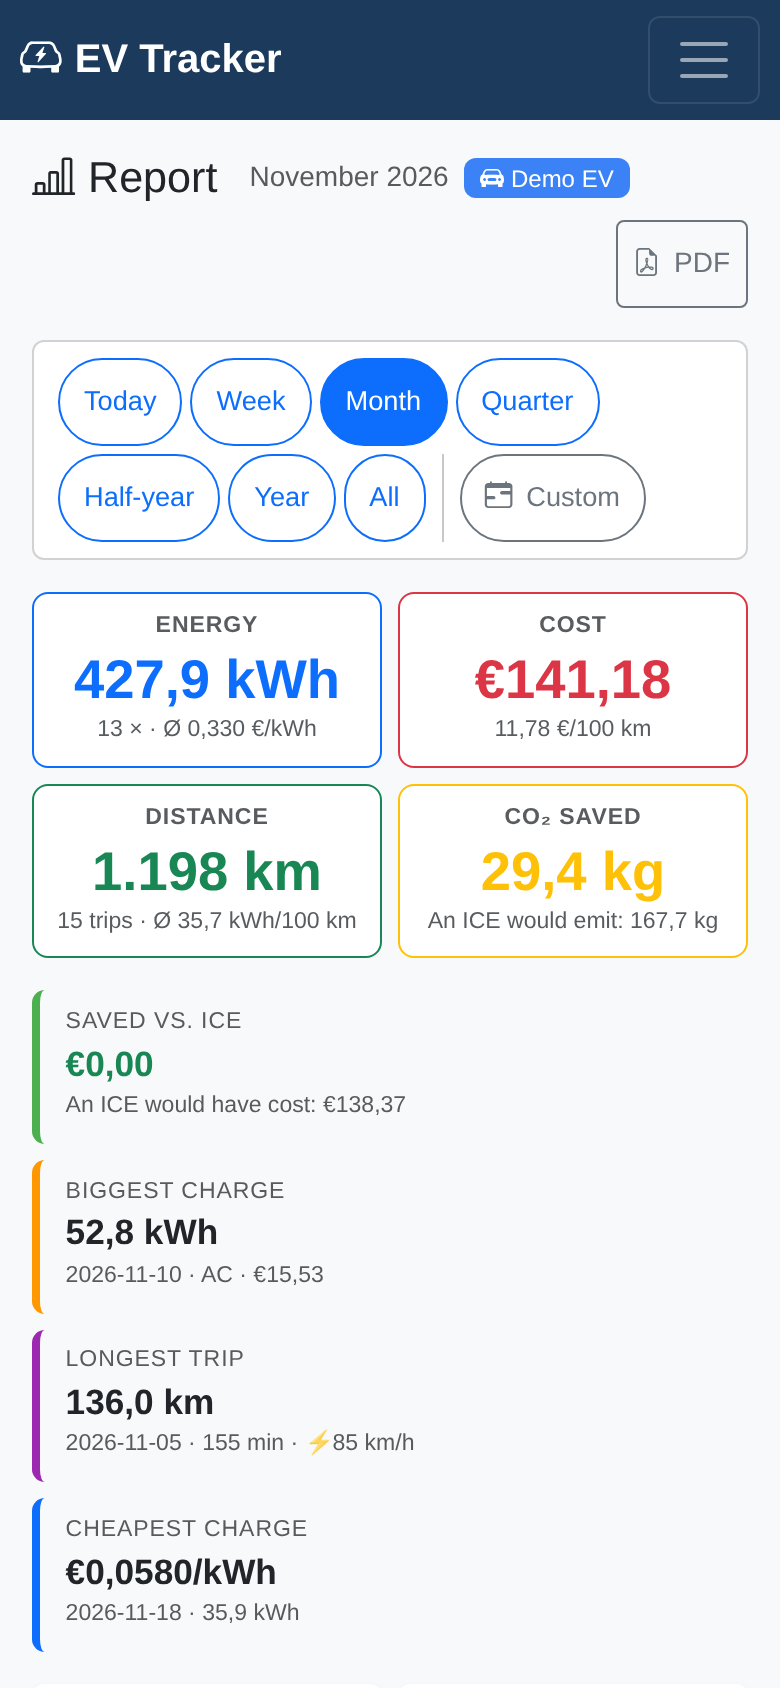 EV Tracker
Report November 2026 Demo EV
PDF
Today Week Month Quarter
Half-year Year All Custom
ENERGY
427,9 kWh
13 × · Ø 0,330 €/kWh
COST
€141,18
11,78 €/100 km
DISTANCE
1.198 km
15 trips · Ø 35,7 kWh/100 km
CO₂ SAVED
29,4 kg
An ICE would emit: 167,7 kg
SAVED VS. ICE
€0,00
An ICE would have cost: €138,37
BIGGEST CHARGE
52,8 kWh
2026-11-10 · AC · €15,53
LONGEST TRIP
136,0 km
2026-11-05 · 155 min · ⚡85 km/h
CHEAPEST CHARGE
€0,0580/kWh
2026-11-18 · 35,9 kWh